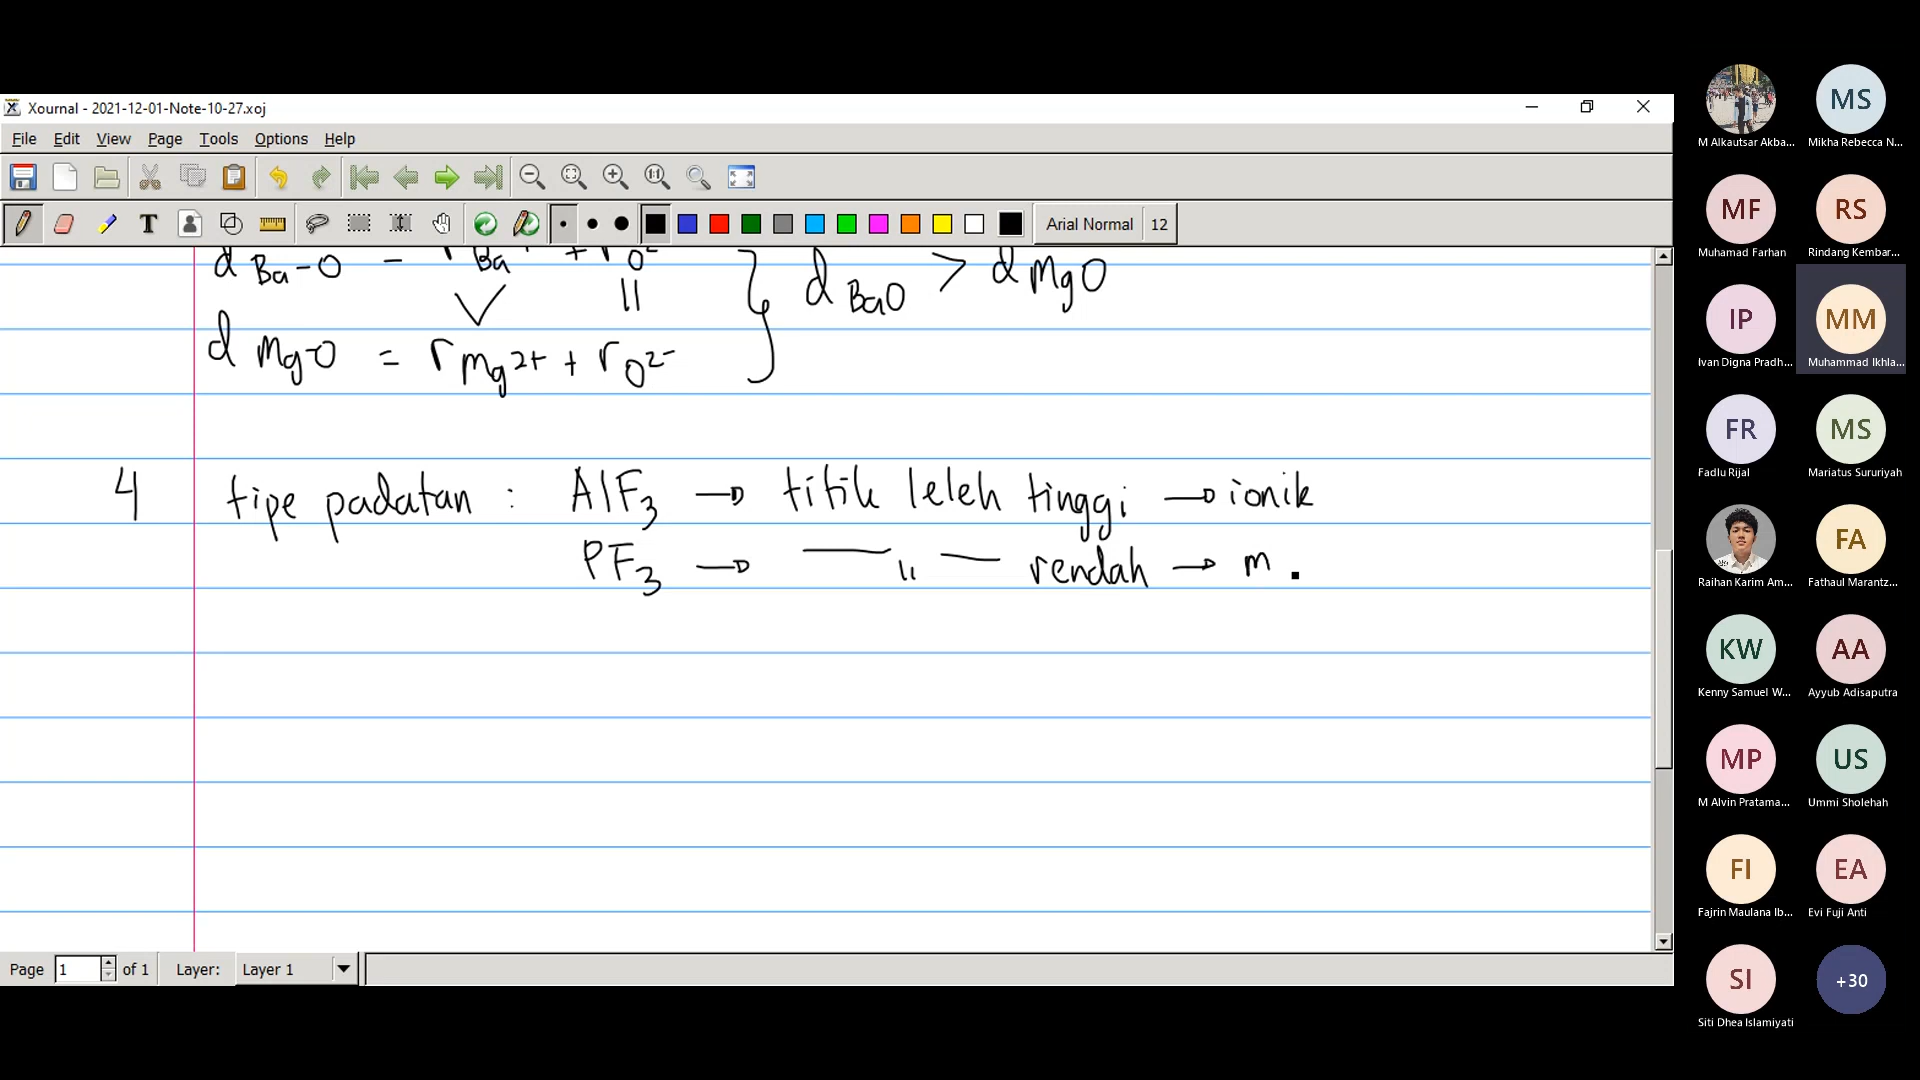 Xournal - 2021-12-01-Note-10-27.xoj
File Edit View Page Tools Options Help
Arial Normal 12
d Ba-O = r Ba²⁺ + r O²⁻
d BaO > d MgO
d Mg-O = r Mg²⁺ + r O²⁻
4 tipe padatan : AlF₃ → titik leleh tinggi → ionik
PF₃ → —— " —— rendah → m
Page 1 of 1 Layer: Layer 1
M Alkautsar Akba...
MS
Mikha Rebecca N...
MF
Muhamad Farhan
RS
Rindang Kembar...
IP
Ivan Digna Pradh...
MM
Muhammad Ikhla...
FR
Fadlu Rijal
MS
Mariatus Sururiyah
Raihan Karim Am...
FA
Fathaul Marantz...
KW
Kenny Samuel W...
AA
Ayyub Adisaputra
MP
M Alvin Pratama...
US
Ummi Sholehah
FI
Fajrin Maulana Ib...
EA
Evi Fuji Anti
SI
Siti Dhea Islamiyati
+30